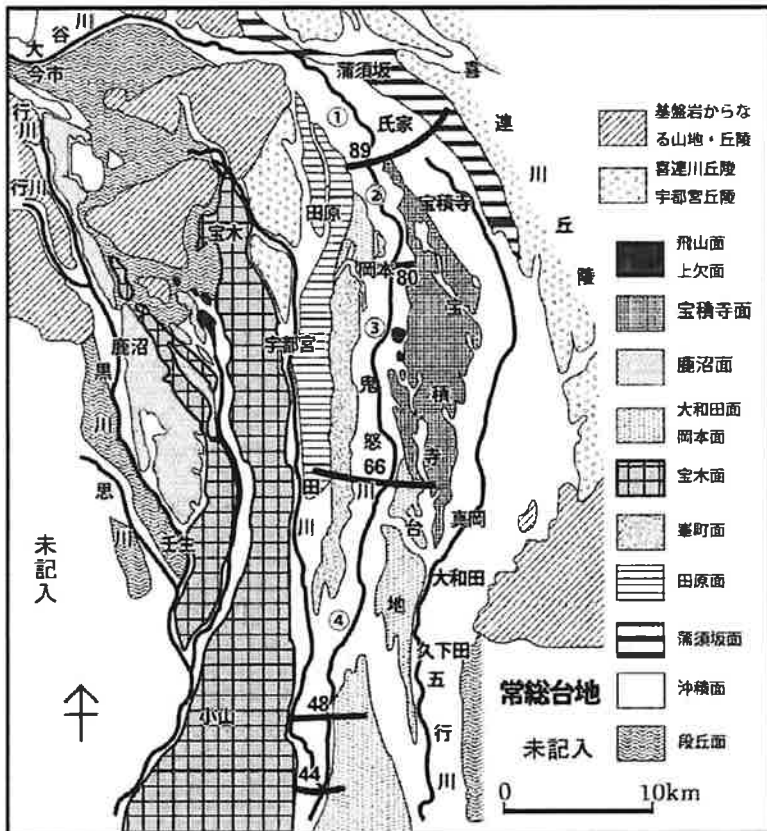 大谷川
今市
行川
行川
蒲須坂
喜連川丘陵
①
氏家
89
②
宝積寺
田原
宝木
岡本
80
③
鹿沼
宇都宮
鬼怒川
宝積寺台地
黒川
思川
66
田川
真岡
壬生
大和田
④
久下田
五行川
未記入
小山
48
44
常総台地
未記入
0 10km
基盤岩からな
る山地・丘陵
喜連川丘陵
宇都宮丘陵
飛山面
上欠面
宝積寺面
鹿沼面
大和田面
岡本面
宝木面
峯町面
田原面
蒲須坂面
沖積面
段丘面